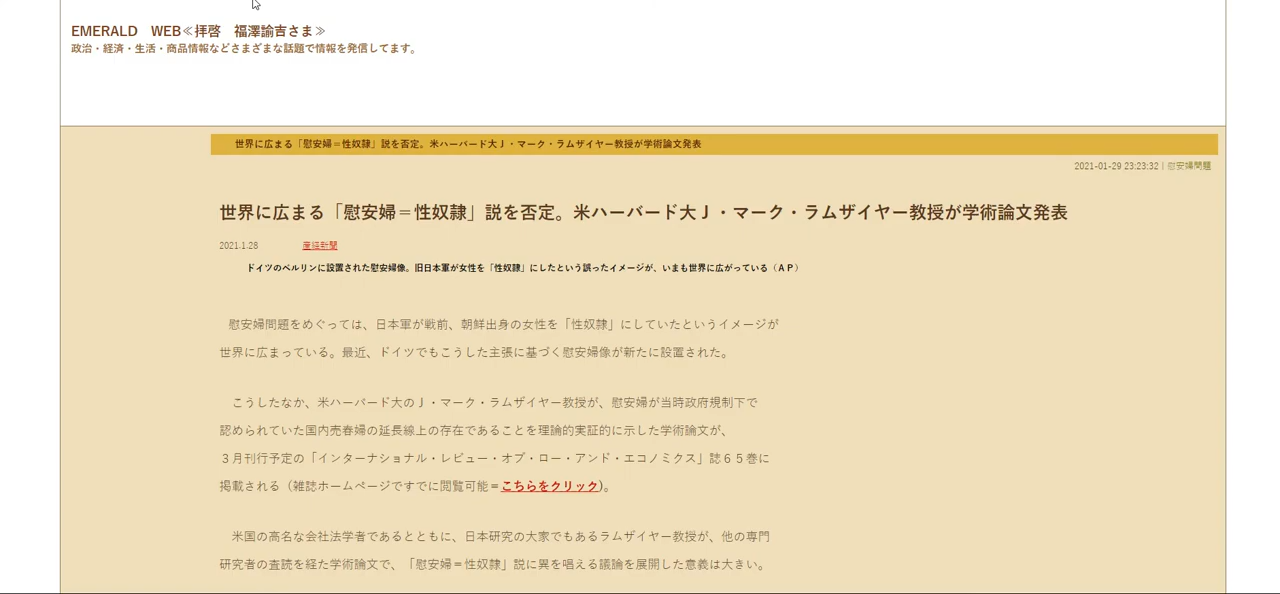 EMERALD　WEB≪拝啓　福澤諭吉さま≫
政治・経済・生活・商品情報などさまざまな話題で情報を発信してます。
世界に広まる「慰安婦＝性奴隷」説を否定。米ハーバード大Ｊ・マーク・ラムザイヤー教授が学術論文発表
2021-01-29 23:23:32 | 慰安婦問題
世界に広まる「慰安婦＝性奴隷」説を否定。米ハーバード大Ｊ・マーク・ラムザイヤー教授が学術論文発表
2021.1.28　　産経新聞
ドイツのベルリンに設置された慰安婦像。旧日本軍が女性を「性奴隷」にしたという誤ったイメージが、いまも世界に広がっている（ＡＰ）
慰安婦問題をめぐっては、日本軍が戦前、朝鮮出身の女性を「性奴隷」にしていたというイメージが
世界に広まっている。最近、ドイツでもこうした主張に基づく慰安婦像が新たに設置された。
こうしたなか、米ハーバード大のＪ・マーク・ラムザイヤー教授が、慰安婦が当時政府規制下で
認められていた国内売春婦の延長線上の存在であることを理論的実証的に示した学術論文が、
３月刊行予定の「インターナショナル・レビュー・オブ・ロー・アンド・エコノミクス」誌６５巻に
掲載される（雑誌ホームページですでに閲覧可能＝こちらをクリック)。
米国の高名な会社法学者であるとともに、日本研究の大家でもあるラムザイヤー教授が、他の専門
研究者の査読を経た学術論文で、「慰安婦＝性奴隷」説に異を唱える議論を展開した意義は大きい。